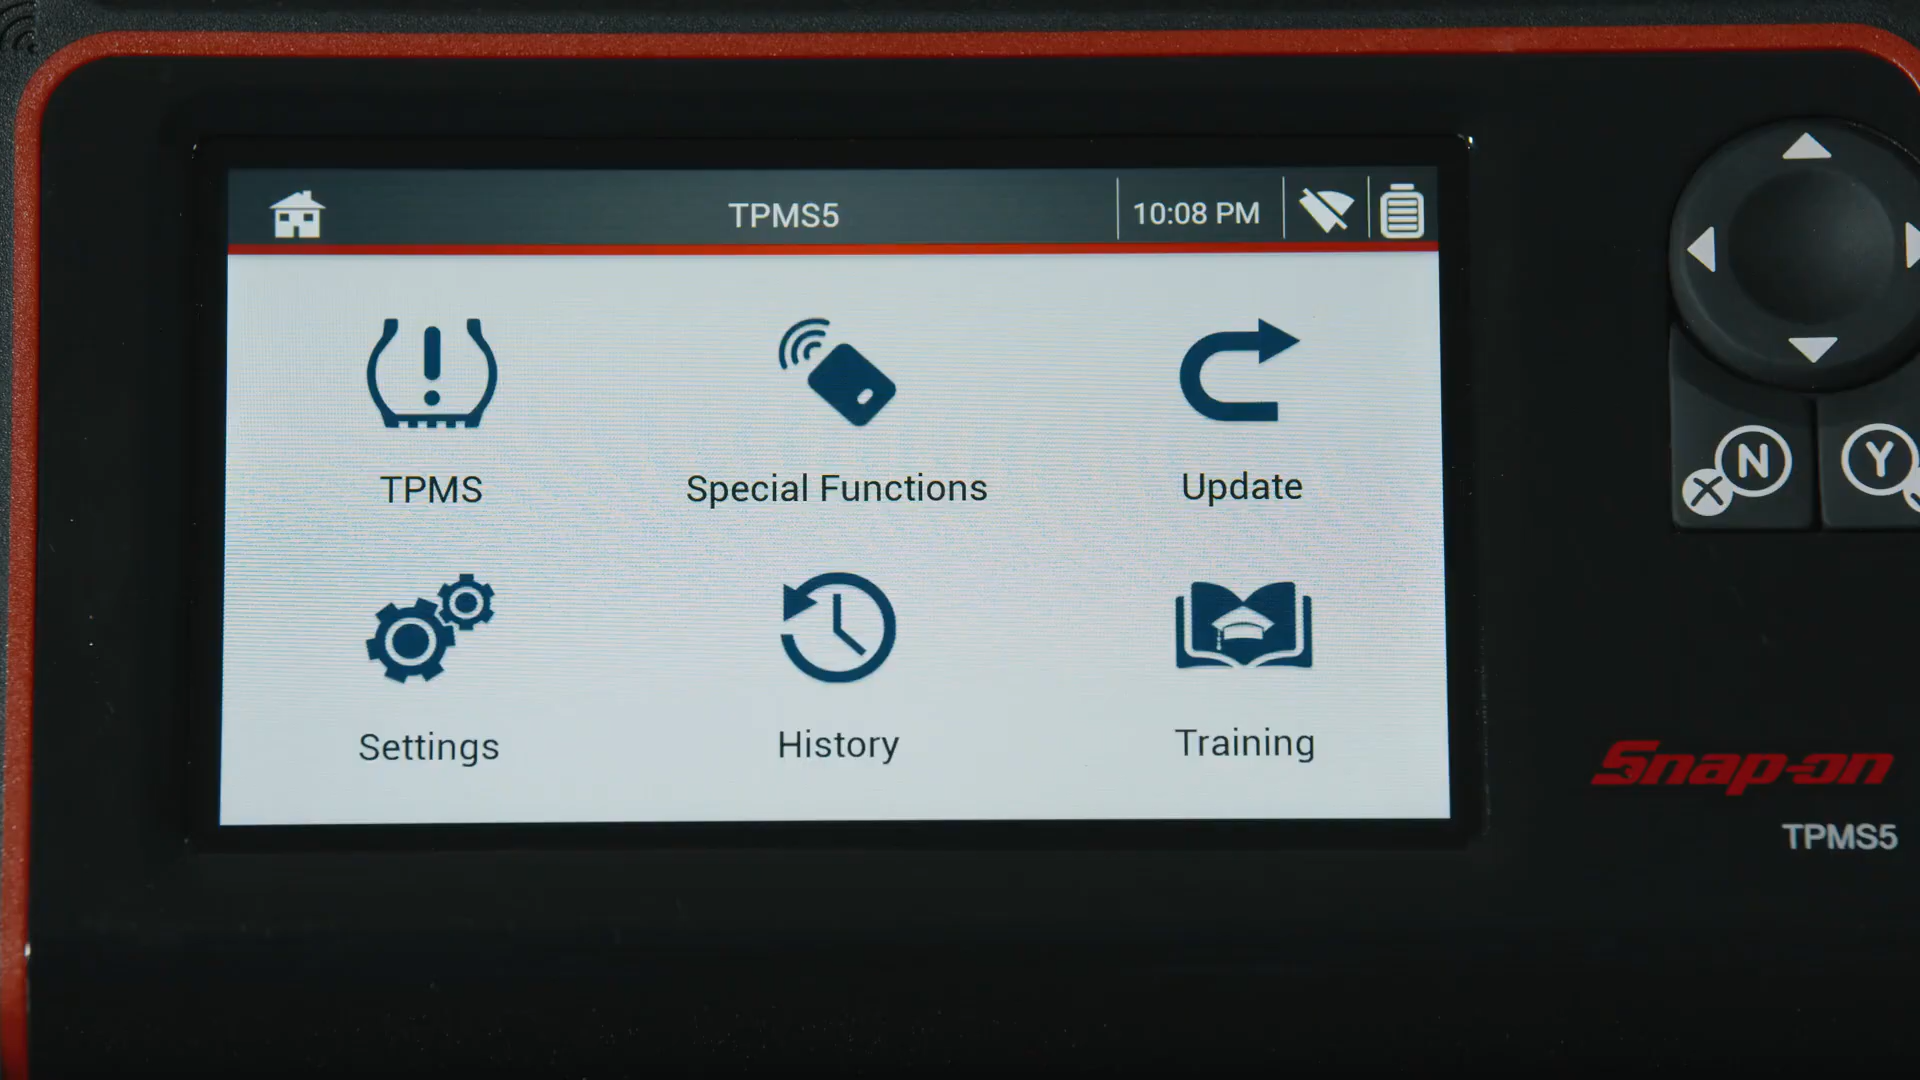 TPMS5
10:08 PM
TPMS
Special Functions
Update
Settings
History
Training
N
Y
Snap-on
TPMS5